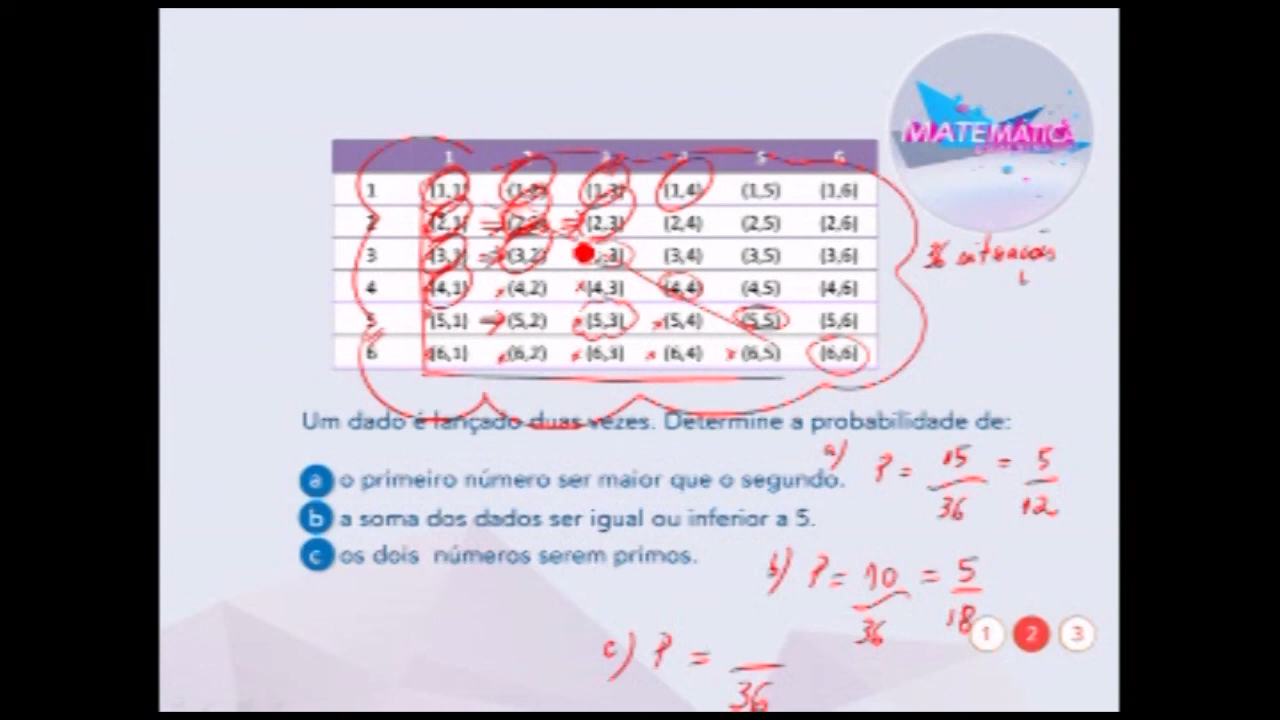 MATEMÁTICA
1 2 3 4 5 6
1 (1,1) (1,2) (1,3) (1,4) (1,5) (1,6)
2 (2,1) (2,2) (2,3) (2,4) (2,5) (2,6)
3 (3,1) (3,2) (3,4) (3,5) (3,6)
4 (4,1) (4,2) (4,3) (4,4) (4,5) (4,6)
5 (5,1) (5,2) (5,3) (5,4) (5,5) (5,6)
6 (6,1) (6,2) (6,3) (6,4) (6,5) (6,6)
36 situações
Um dado é lançado duas vezes. Determine a probabilidade de:
a o primeiro número ser maior que o segundo.
b a soma dos dados ser igual ou inferior a 5.
c os dois números serem primos.
a) P = 15/36 = 5/12
b) P = 10/36 = 5/18
c) P = /36
1 2 3